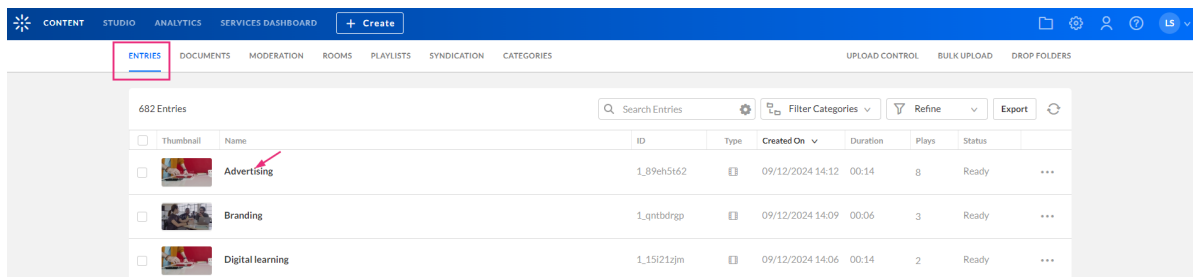 CONTENT STUDIO ANALYTICS SERVICES DASHBOARD + Create LS
ENTRIES DOCUMENTS MODERATION ROOMS PLAYLISTS SYNDICATION CATEGORIES UPLOAD CONTROL BULK UPLOAD DROP FOLDERS
682 Entries Search Entries Filter Categories Refine Export
Thumbnail Name ID Type Created On Duration Plays Status
Advertising 1_89eh5t62 09/12/2024 14:12 00:14 8 Ready
Branding 1_qntbdrgp 09/12/2024 14:09 00:06 3 Ready
Digital learning 1_15i21zjm 09/12/2024 14:06 00:14 2 Ready